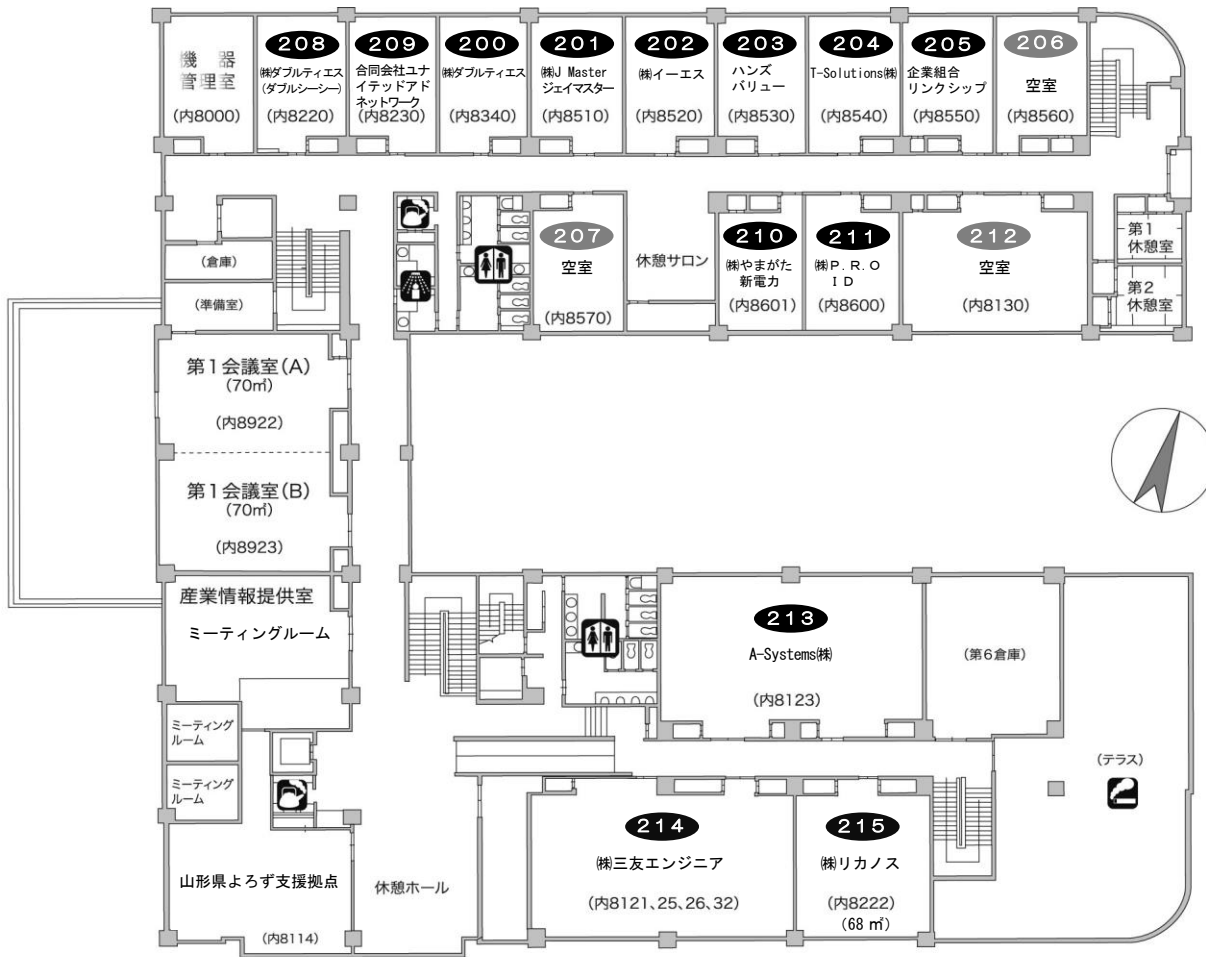 機 器
管理室
(内8000)
208
㈱ダブルティエス
(ダブルシーシー)
(内8220)
209
合同会社ユナ
イテッドアド
ネットワーク
(内8230)
200
㈱ダブルティエス
(内8340)
201
㈱J Master
ジェイマスター
(内8510)
202
㈱イーエス
(内8520)
203
ハンズ
バリュー
(内8530)
204
T-Solutions㈱
(内8540)
205
企業組合
リンクシップ
(内8550)
206
空室
(内8560)
(倉庫)
(準備室)
207
空室
(内8570)
休憩サロン
210
㈱やまがた
新電力
(内8601)
211
㈱P.R.O
I D
(内8600)
212
空室
(内8130)
第1
休憩室
第2
休憩室
第1会議室(A)
(70㎡)
(内8922)
第1会議室(B)
(70㎡)
(内8923)
産業情報提供室
ミーティングルーム
ミーティング
ルーム
ミーティング
ルーム
山形県よろず支援拠点
(内8114)
休憩ホール
213
A-Systems㈱
(内8123)
(第6倉庫)
(テラス)
214
㈱三友エンジニア
(内8121、25、26、32)
215
㈱リカノス
(内8222)
(68 ㎡)